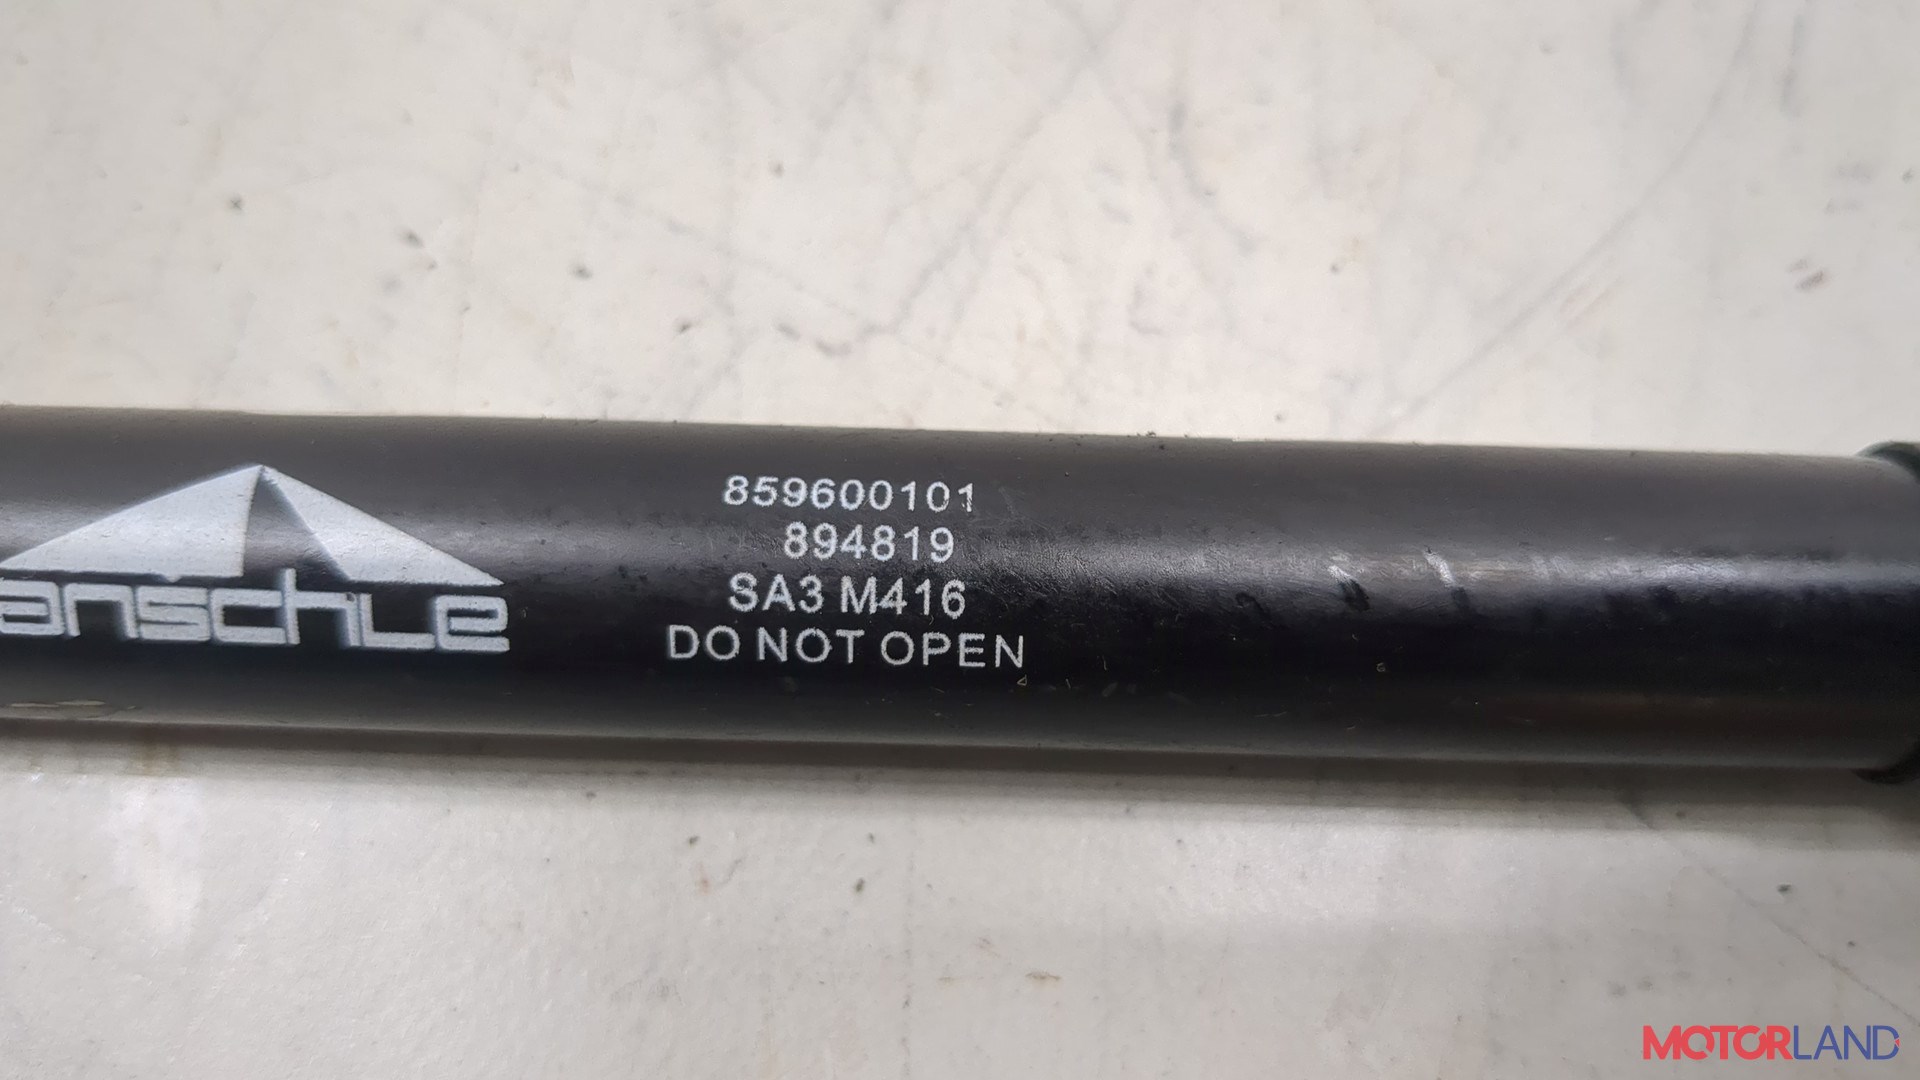 anschle
859600101
894819
SA3 M416
DO NOT OPEN
MOTORLAND